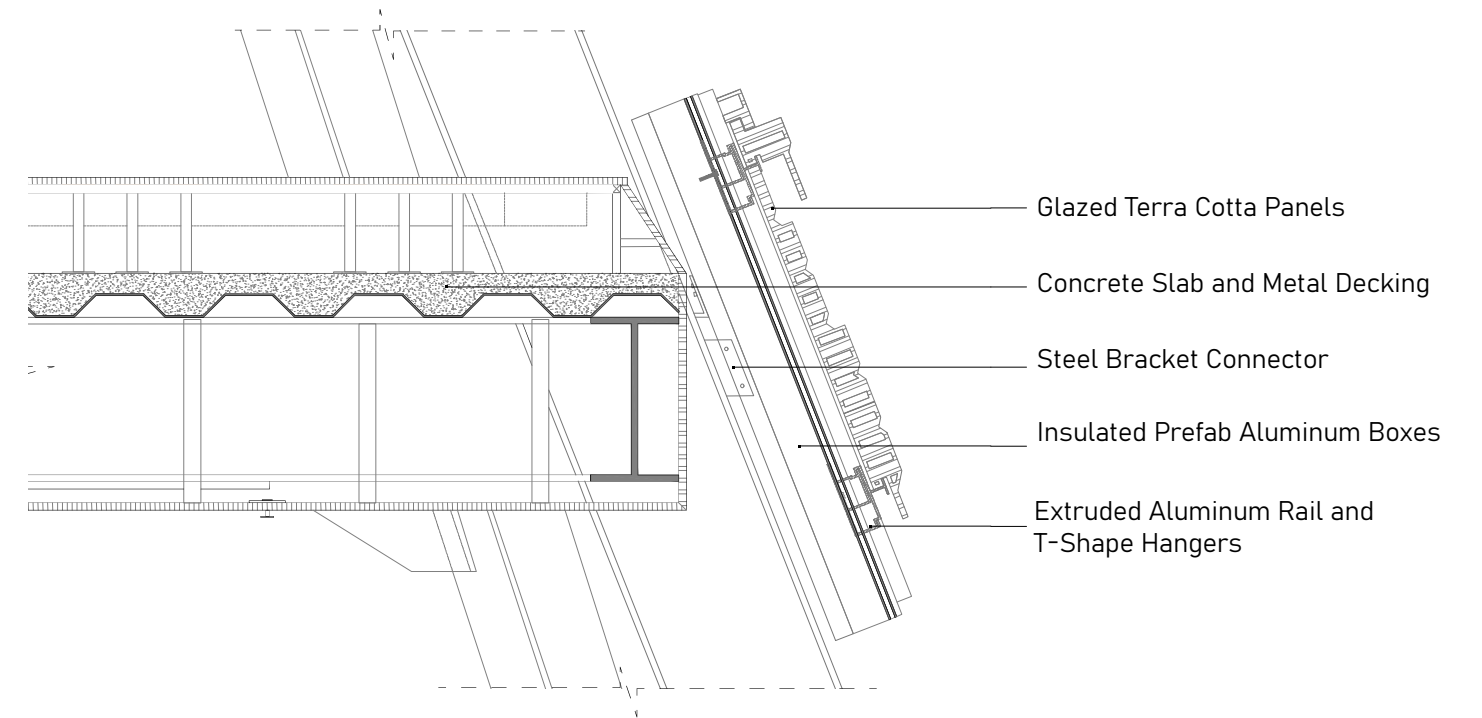 Glazed Terra Cotta Panels
Concrete Slab and Metal Decking
Steel Bracket Connector
Insulated Prefab Aluminum Boxes
Extruded Aluminum Rail and
T-Shape Hangers